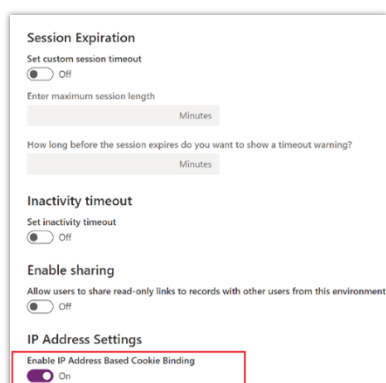 Session Expiration
Set custom session timeout
Off
Enter maximum session length
Minutes
How long before the session expires do you want to show a timeout warning?
Minutes
Inactivity timeout
Set inactivity timeout
Off
Enable sharing
Allow users to share read-only links to records with other users from this environment
Off
IP Address Settings
Enable IP Address Based Cookie Binding
On